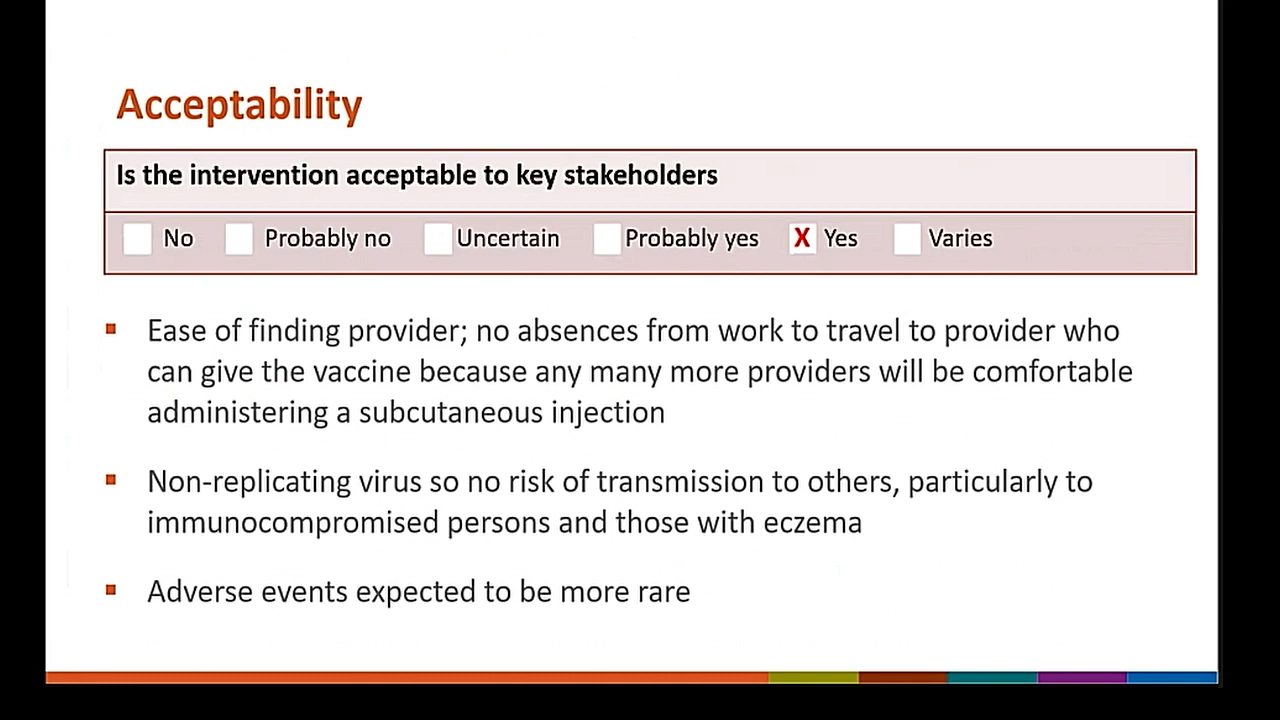 Acceptability
Is the intervention acceptable to key stakeholders
No Probably no Uncertain Probably yes X Yes Varies
Ease of finding provider; no absences from work to travel to provider who
can give the vaccine because any many more providers will be comfortable
administering a subcutaneous injection
Non-replicating virus so no risk of transmission to others, particularly to
immunocompromised persons and those with eczema
Adverse events expected to be more rare